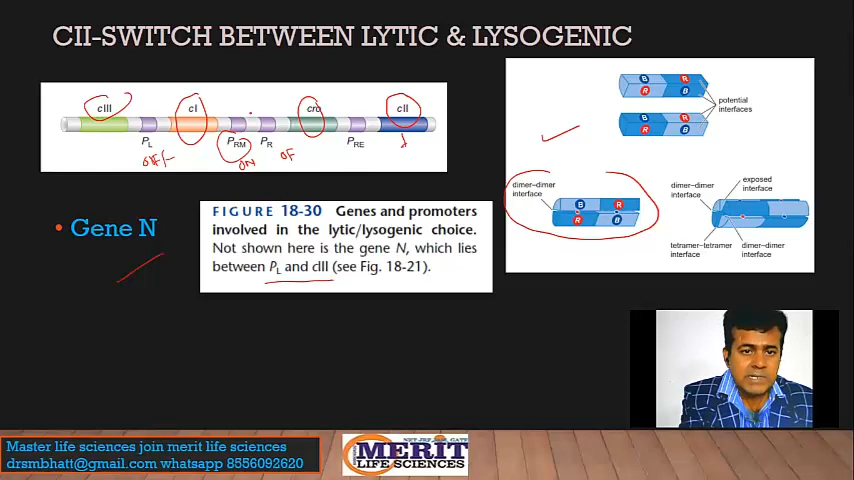 CII-SWITCH BETWEEN LYTIC & LYSOGENIC
cIII cI cro cII
PL PRM PR PRE
OFF ON OF
• Gene N
FIGURE 18-30 Genes and promoters
involved in the lytic/lysogenic choice.
Not shown here is the gene N, which lies
between PL and cIII (see Fig. 18-21).
B R
R B
potential
interfaces
B R
R B
dimer–dimer
interface
B R
R B
dimer–dimer
interface
exposed
interface
tetramer–tetramer
interface
dimer–dimer
interface
Master life sciences join merit life sciences
drsmbhatt@gmail.com whatsapp 8556092620
MERIT
LIFE SCIENCES